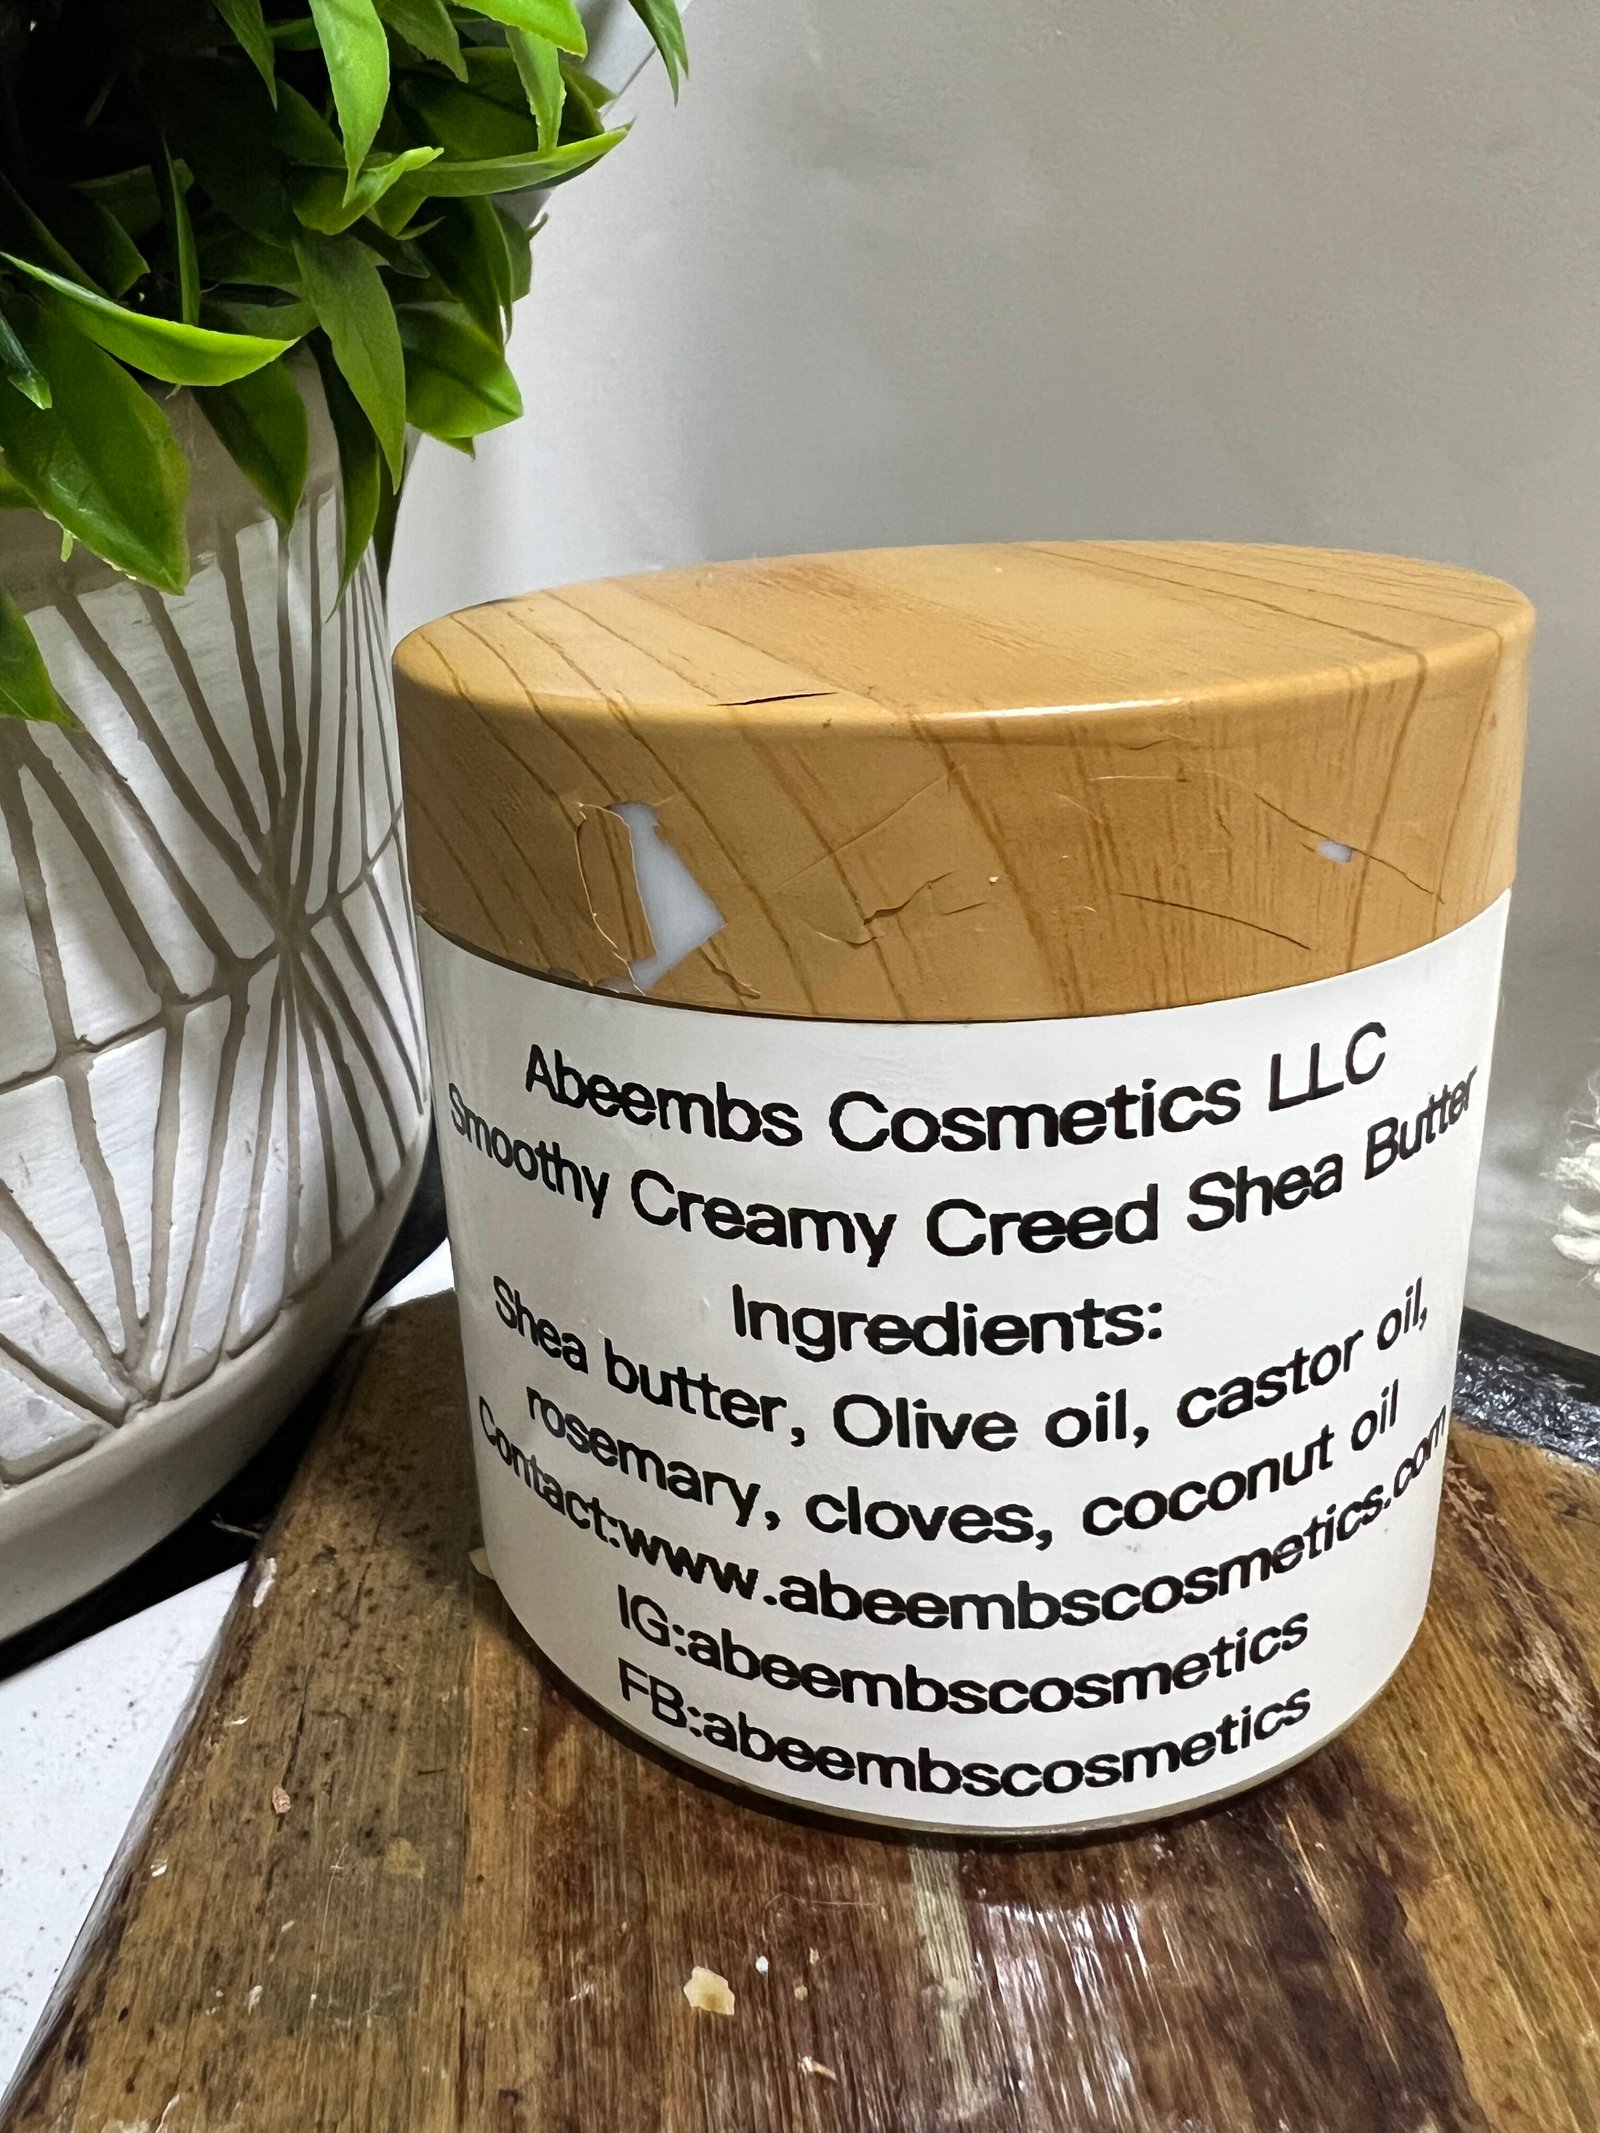 Abeembs Cosmetics LLC
Smoothy Creamy Creed Shea Butter
Ingredients:
Shea butter, Olive oil, castor oil,
rosemary, cloves, coconut oil
Contact:www.abeembscosmetics.com
IG:abeembscosmetics
FB:abeembscosmetics